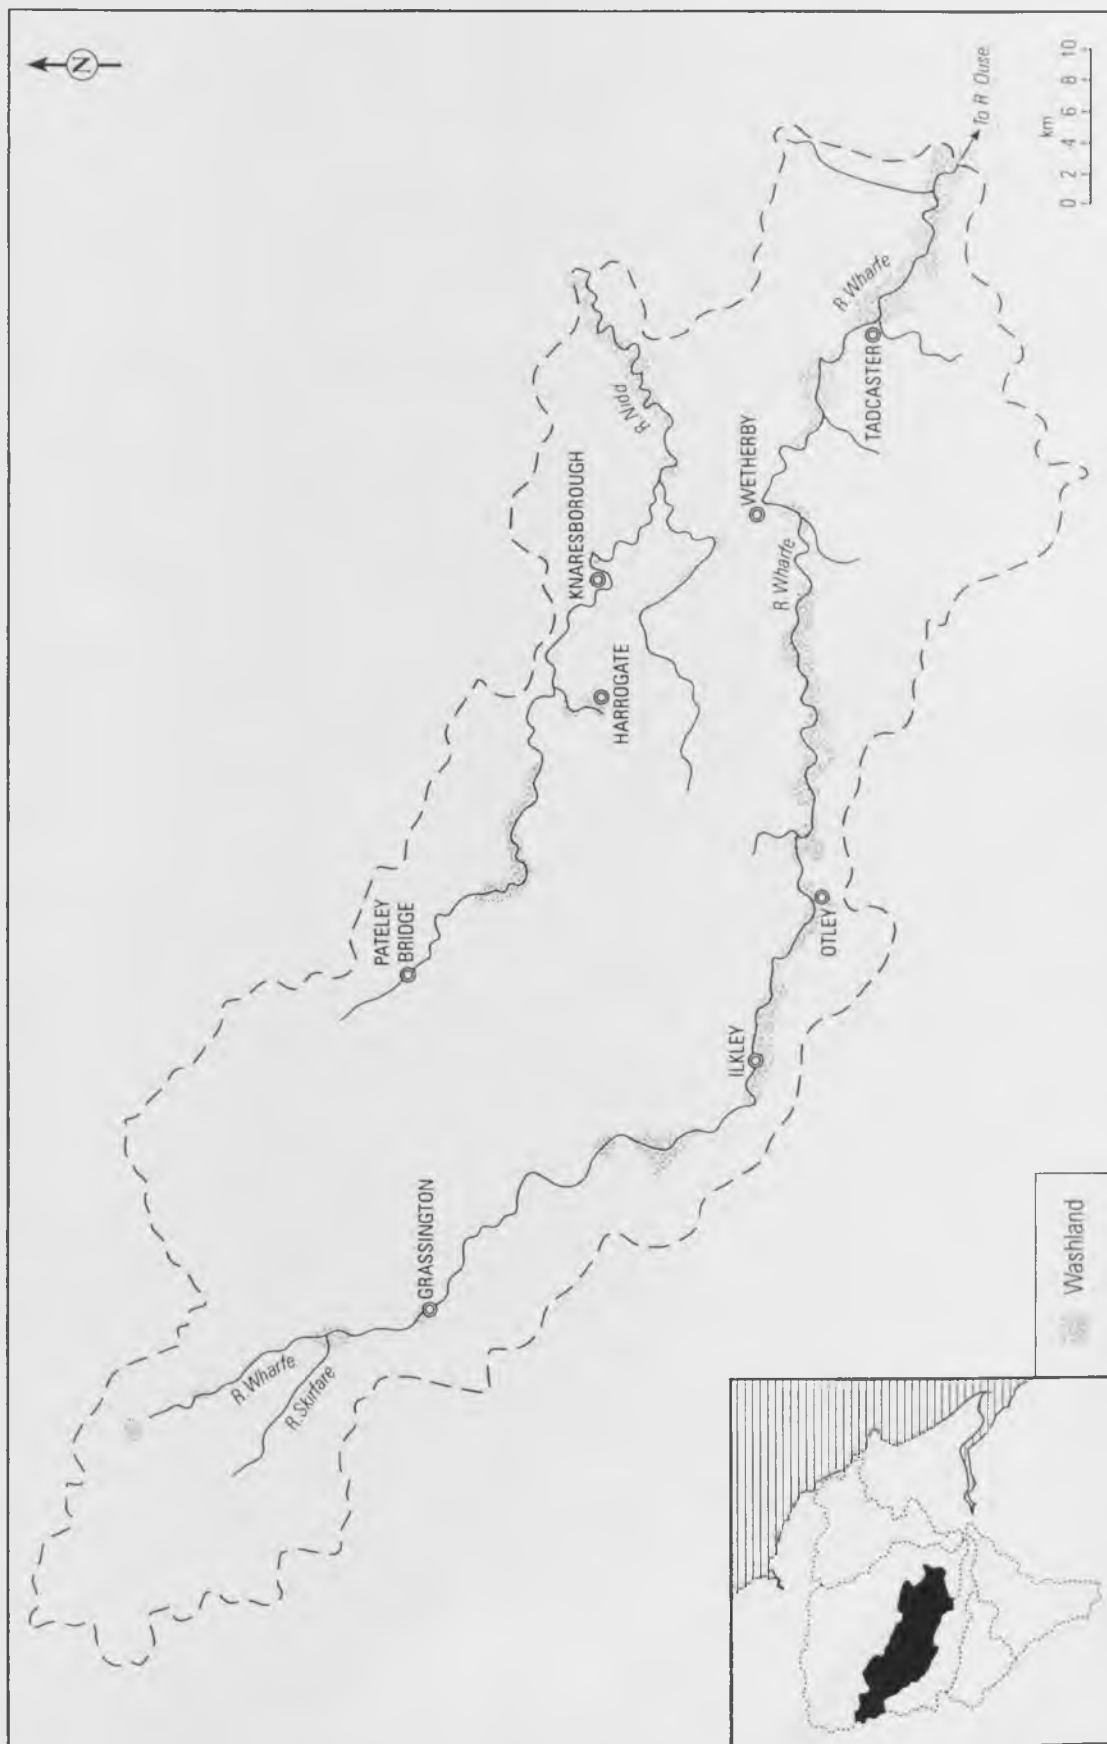 N
R. Wharfe
R. Skirfare
GRASSINGTON
PATELEY
BRIDGE
HARROGATE
KNARESBOROUGH
R. Nidd
ILKLEY
OTLEY
R. Wharfe
WETHERBY
TADCASTER
R. Wharfe
To R Ouse
Washland
km
0 2 4 6 8 10